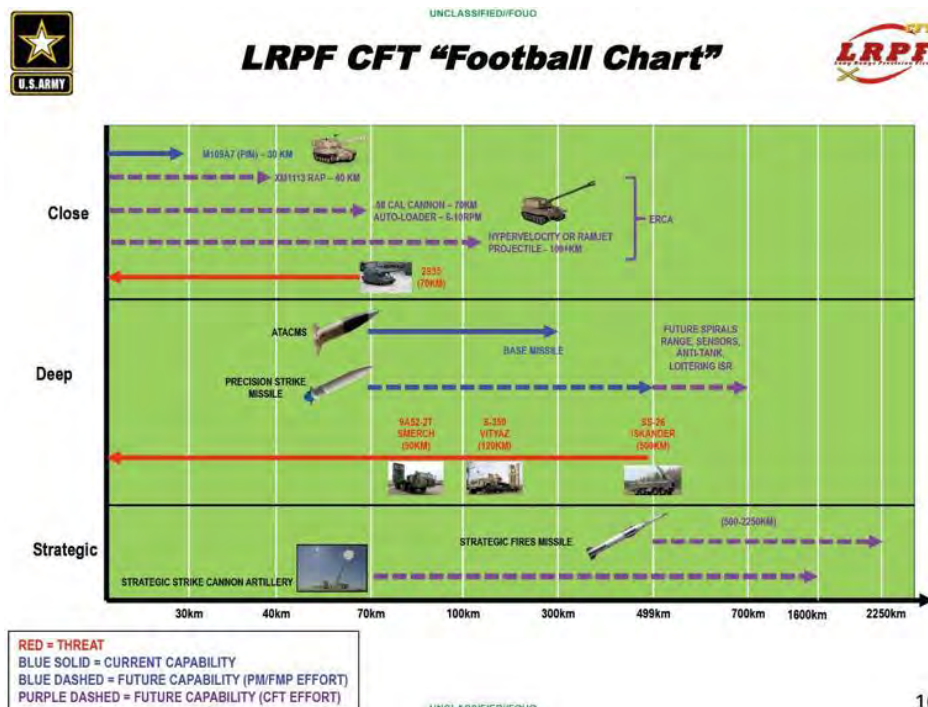 UNCLASSIFIED//FOUO
LRPF CFT “Football Chart”
U.S.ARMY
LRPF
CFT
Close
M109A7 (PIM) – 30 KM
XM1113 RAP – 40 KM
58 CAL CANNON – 70KM
AUTO-LOADER – 6-10RPM
HYPERVELOCITY OR RAMJET
PROJECTILE – 100+KM
ERCA
2S35
(70KM)
Deep
ATACMS
BASE MISSILE
PRECISION STRIKE
MISSILE
FUTURE SPIRALS
RANGE, SENSORS,
ANTI-TANK,
LOITERING ISR
9A52-2T
SMERCH
(90KM)
S-350
VITYAZ
(120KM)
SS-26
ISKANDER
(500KM)
Strategic
STRATEGIC FIRES MISSILE
(500-2250KM)
STRATEGIC STRIKE CANNON ARTILLERY
30km 40km 70km 100km 300km 499km 700km 1600km 2250km
RED = THREAT
BLUE SOLID = CURRENT CAPABILITY
BLUE DASHED = FUTURE CAPABILITY (PM/FMP EFFORT)
PURPLE DASHED = FUTURE CAPABILITY (CFT EFFORT)
UNCLASSIFIED//FOUO